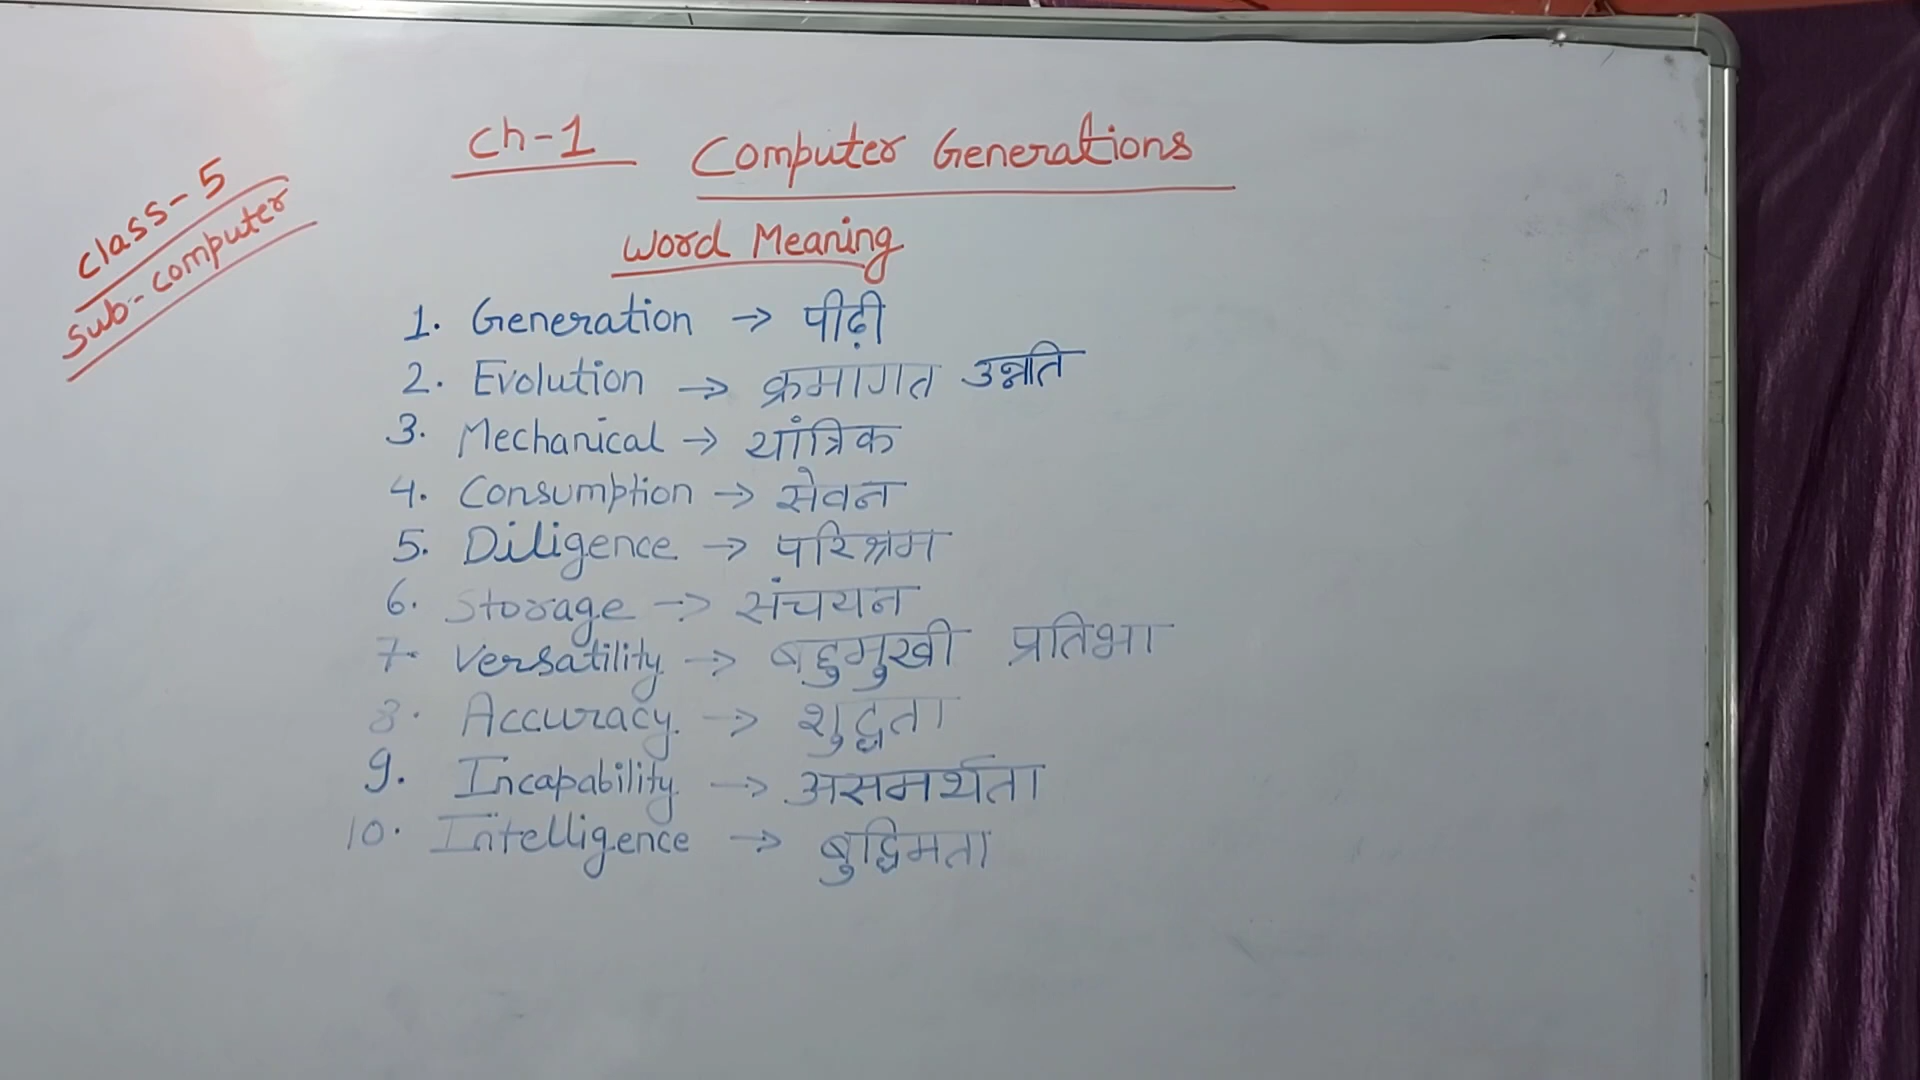 Class-5
Sub-Computer
Ch-1 Computer Generations
Word Meaning
1. Generation → पीढ़ी
2. Evolution → क्रमागत उन्नति
3. Mechanical → यांत्रिक
4. Consumption → सेवन
5. Diligence → परिश्रम
6. Storage → संचयन
7. Versatility → बहुमुखी प्रतिभा
8. Accuracy → शुद्धता
9. Incapability → असमर्थता
10. Intelligence → बुद्धिमता